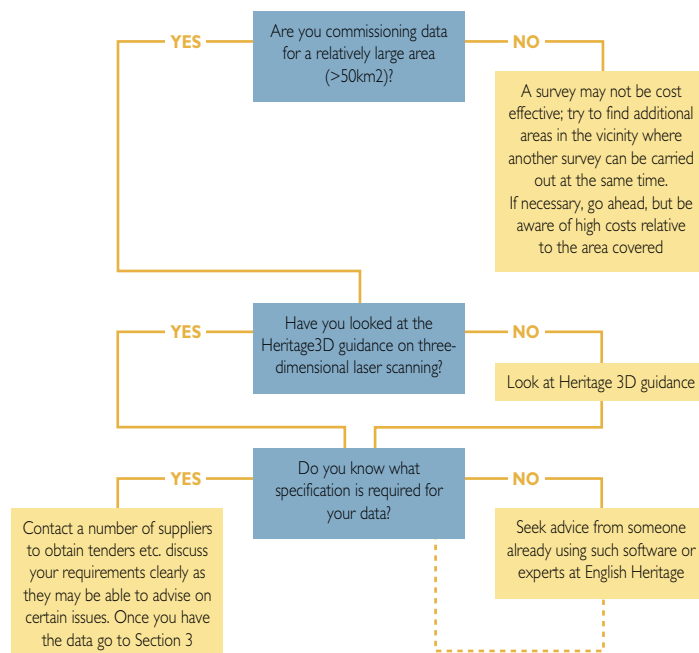 Are you commissioning data
for a relatively large area
(>50km2)?
YES
NO
A survey may not be cost
effective; try to find additional
areas in the vicinity where
another survey can be carried
out at the same time.
If necessary, go ahead, but be
aware of high costs relative
to the area covered
Have you looked at the
Heritage3D guidance on three-
dimensional laser scanning?
YES
NO
Look at Heritage 3D guidance
Do you know what
specification is required for
your data?
YES
NO
Contact a number of suppliers
to obtain tenders etc. discuss
your requirements clearly as
they may be able to advise on
certain issues. Once you have
the data go to Section 3
Seek advice from someone
already using such software or
experts at English Heritage